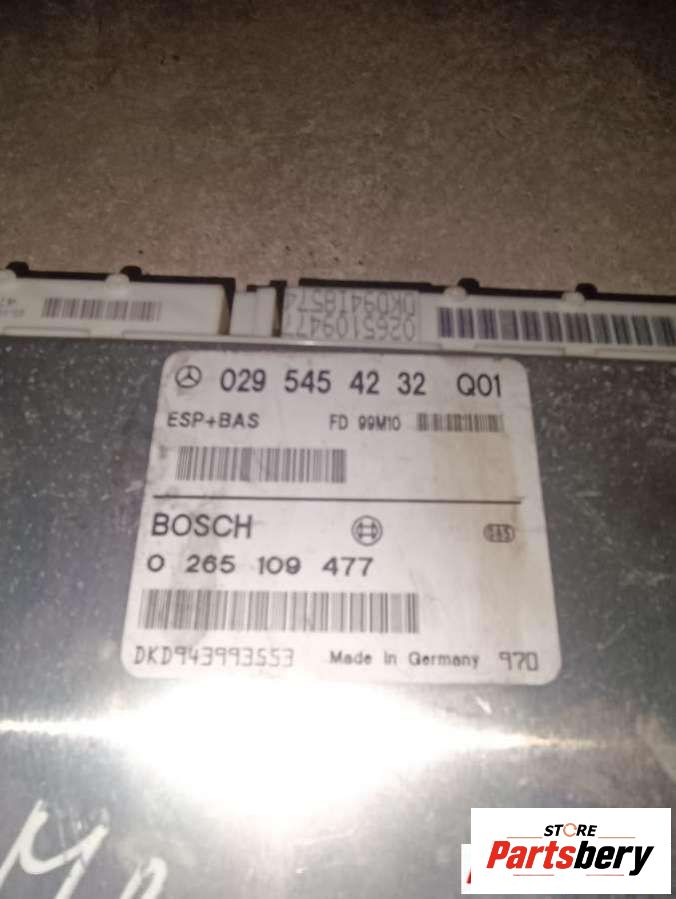 DKD9418574
0265109477
029 545 42 32 Q01
ESP+BAS FD 99M10
BOSCH
0 265 109 477
DKD943993553 Made In Germany 970
STORE
Partsbery